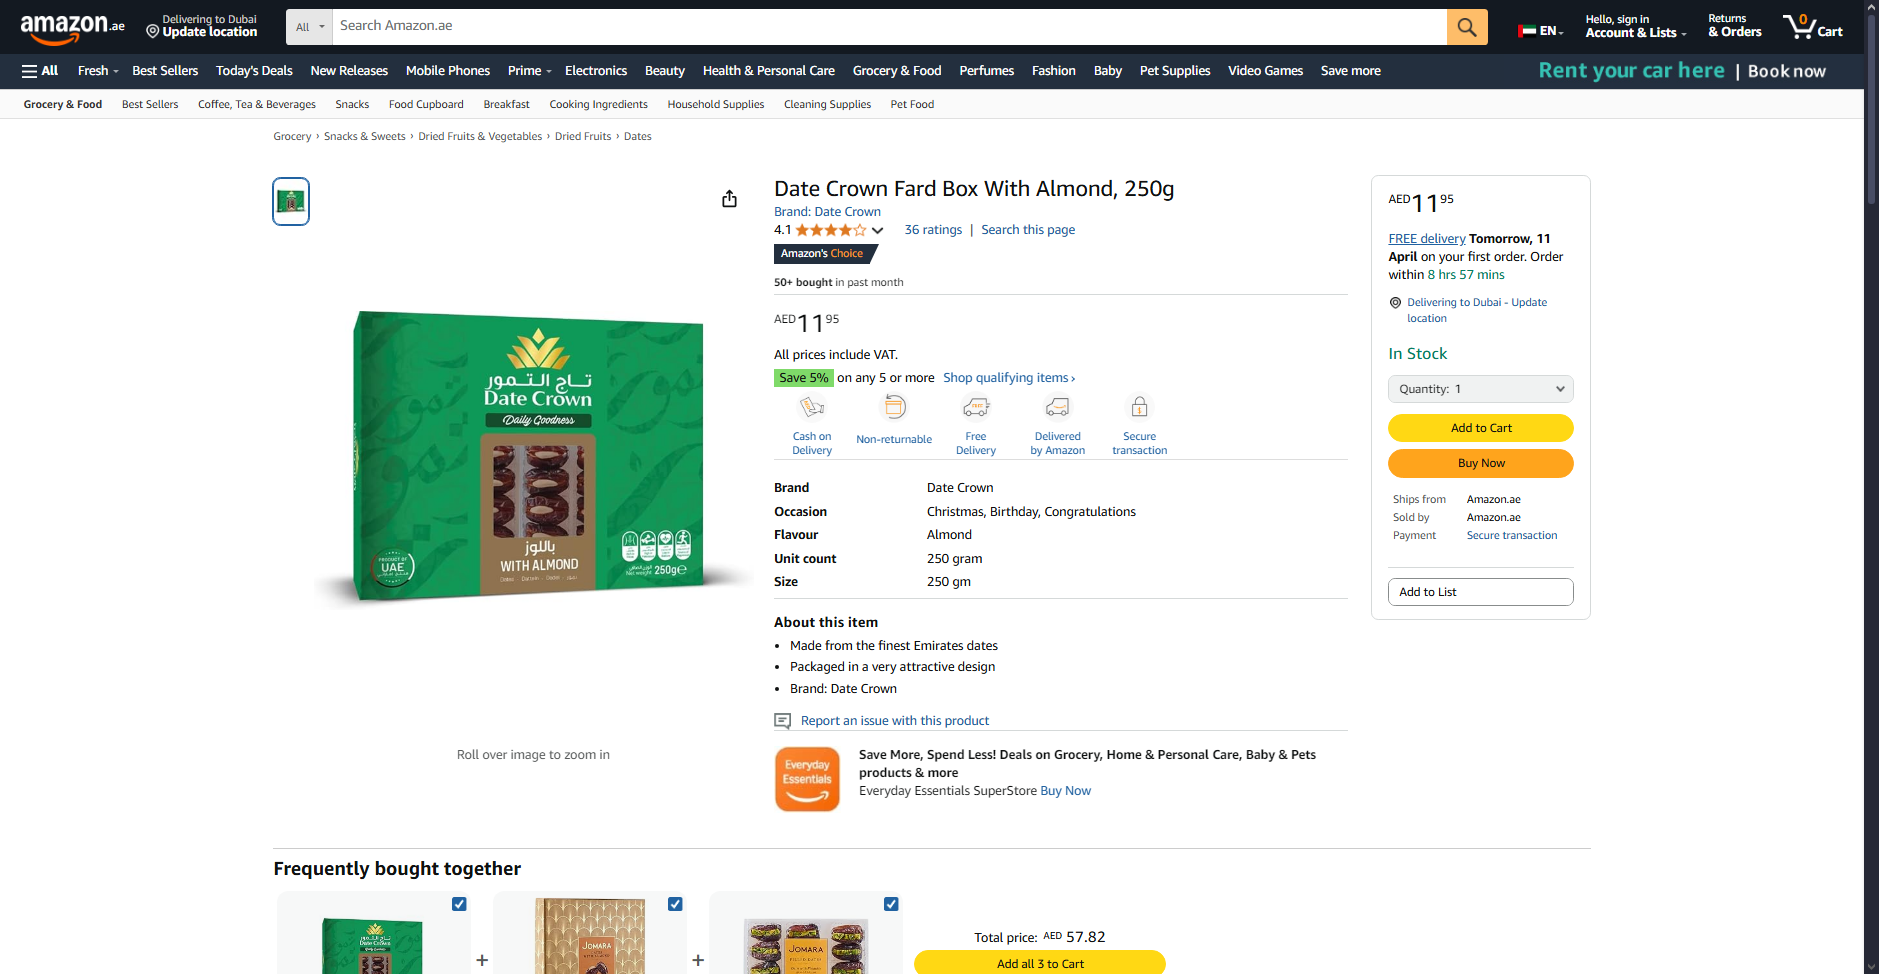 amazon.ae
Delivering to Dubai
Update location
All
Search Amazon.ae
EN
Hello, sign in
Account & Lists
Returns
& Orders
0
Cart
All
Fresh
Best Sellers
Today's Deals
New Releases
Mobile Phones
Prime
Electronics
Beauty
Health & Personal Care
Grocery & Food
Perfumes
Fashion
Baby
Pet Supplies
Video Games
Save more
Rent your car here | Book now
Grocery & Food
Best Sellers
Coffee, Tea & Beverages
Snacks
Food Cupboard
Breakfast
Cooking Ingredients
Household Supplies
Cleaning Supplies
Pet Food
Grocery › Snacks & Sweets › Dried Fruits & Vegetables › Dried Fruits › Dates
تاج التمور
Date Crown
Daily Goodness
باللوز
WITH ALMOND
PRODUCT OF
UAE
Net weight 250g e
Roll over image to zoom in
Date Crown Fard Box With Almond, 250g
Brand: Date Crown
4.1
36 ratings | Search this page
Amazon's Choice
50+ bought in past month
AED 11 95
All prices include VAT.
Save 5% on any 5 or more Shop qualifying items ›
Cash on
Delivery
Non-returnable
Free
Delivery
Delivered
by Amazon
Secure
transaction
Brand Date Crown
Occasion Christmas, Birthday, Congratulations
Flavour Almond
Unit count 250 gram
Size 250 gm
About this item
• Made from the finest Emirates dates
• Packaged in a very attractive design
• Brand: Date Crown
Report an issue with this product
Everyday
Essentials
Save More, Spend Less! Deals on Grocery, Home & Personal Care, Baby & Pets
products & more
Everyday Essentials SuperStore Buy Now
AED 11 95
FREE delivery Tomorrow, 11
April on your first order. Order
within 8 hrs 57 mins
Delivering to Dubai - Update
location
In Stock
Quantity: 1
Add to Cart
Buy Now
Ships from Amazon.ae
Sold by Amazon.ae
Payment Secure transaction
Add to List
Frequently bought together
تاج التمور
Date Crown
+
JOMARA
+
JOMARA
Total price: AED 57.82
Add all 3 to Cart